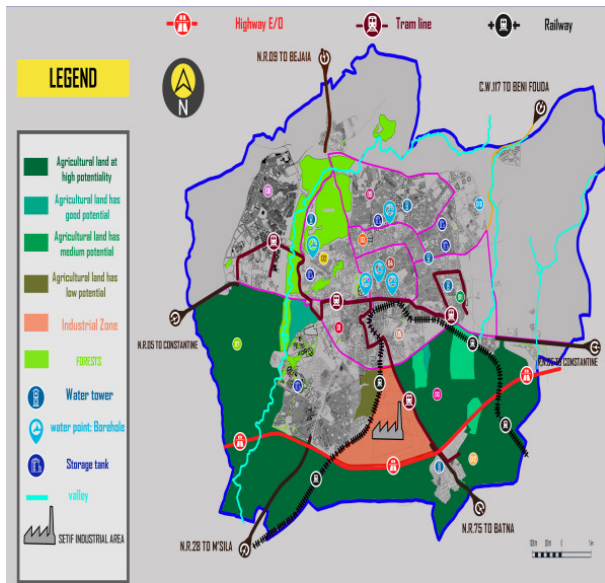 Highway E/O
Tram line
Railway
LEGEND
N
N.R.09 TO BEJAIA
C.W.117 TO BENI FOUDA
Agricultural land at
high potentiality
Agricultural land has
good potential
Agricultural land has
medium potential
Agricultural land has
low potential
Industrial Zone
FORESTS
Water tower
water point: Borehole
Storage tank
valley
SETIF INDUSTRIAL AREA
N.R.05 TO CONSTANTINE
TO CONSTANTINE
N.R.28 TO M'SILA
N.R.75 TO BATNA